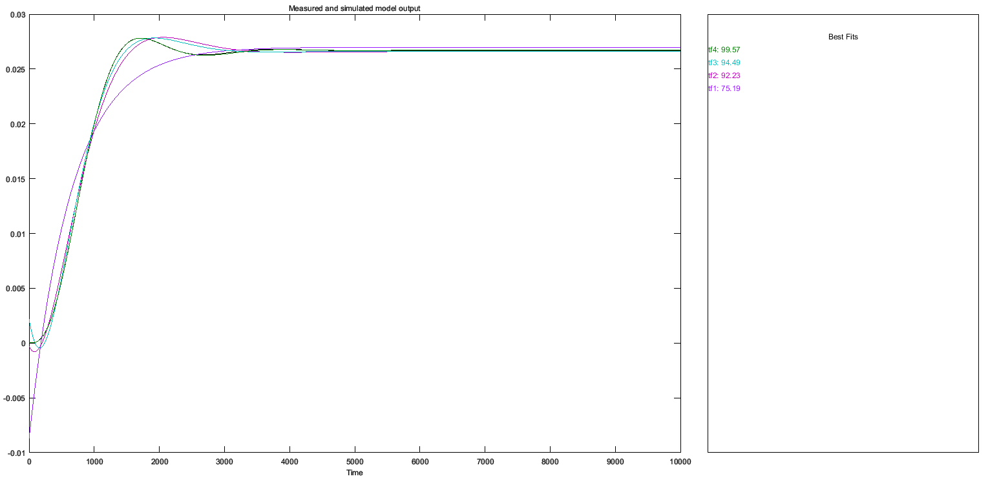 Measured and simulated model output
0.03
0.025
0.02
0.015
0.01
0.005
0
-0.005
-0.01
0 1000 2000 3000 4000 5000 6000 7000 8000 9000 10000
Time
Best Fits
tf4: 99.57
tf3: 94.49
tf2: 92.23
tf1: 75.19